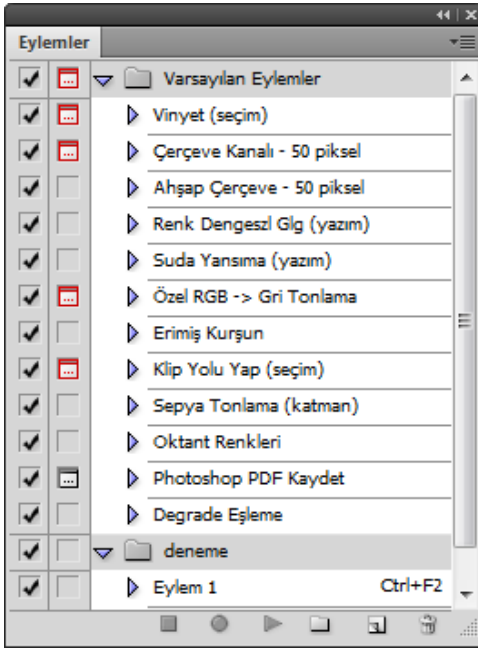 Eylemler
Varsayılan Eylemler
Vinyet (seçim)
Çerçeve Kanalı - 50 piksel
Ahşap Çerçeve - 50 piksel
Renk Dengeszl Glg (yazım)
Suda Yansıma (yazım)
Özel RGB -> Gri Tonlama
Erimiş Kurşun
Klip Yolu Yap (seçim)
Sepya Tonlama (katman)
Oktant Renkleri
Photoshop PDF Kaydet
Degrade Eşleme
deneme
Eylem 1 Ctrl+F2